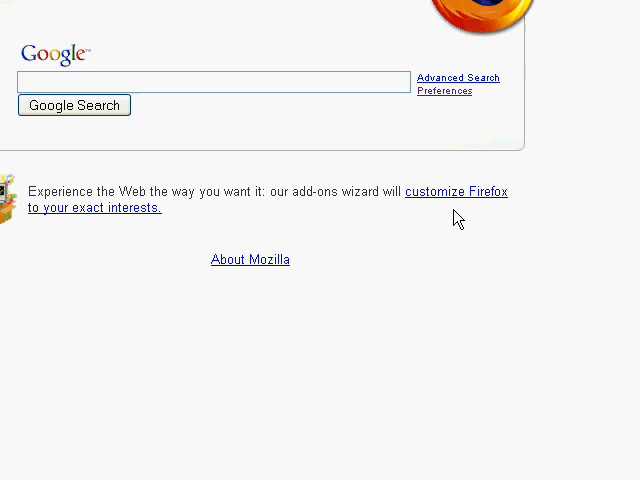 Google™
Advanced Search
Preferences
Google Search
Experience the Web the way you want it: our add-ons wizard will customize Firefox
to your exact interests.
About Mozilla